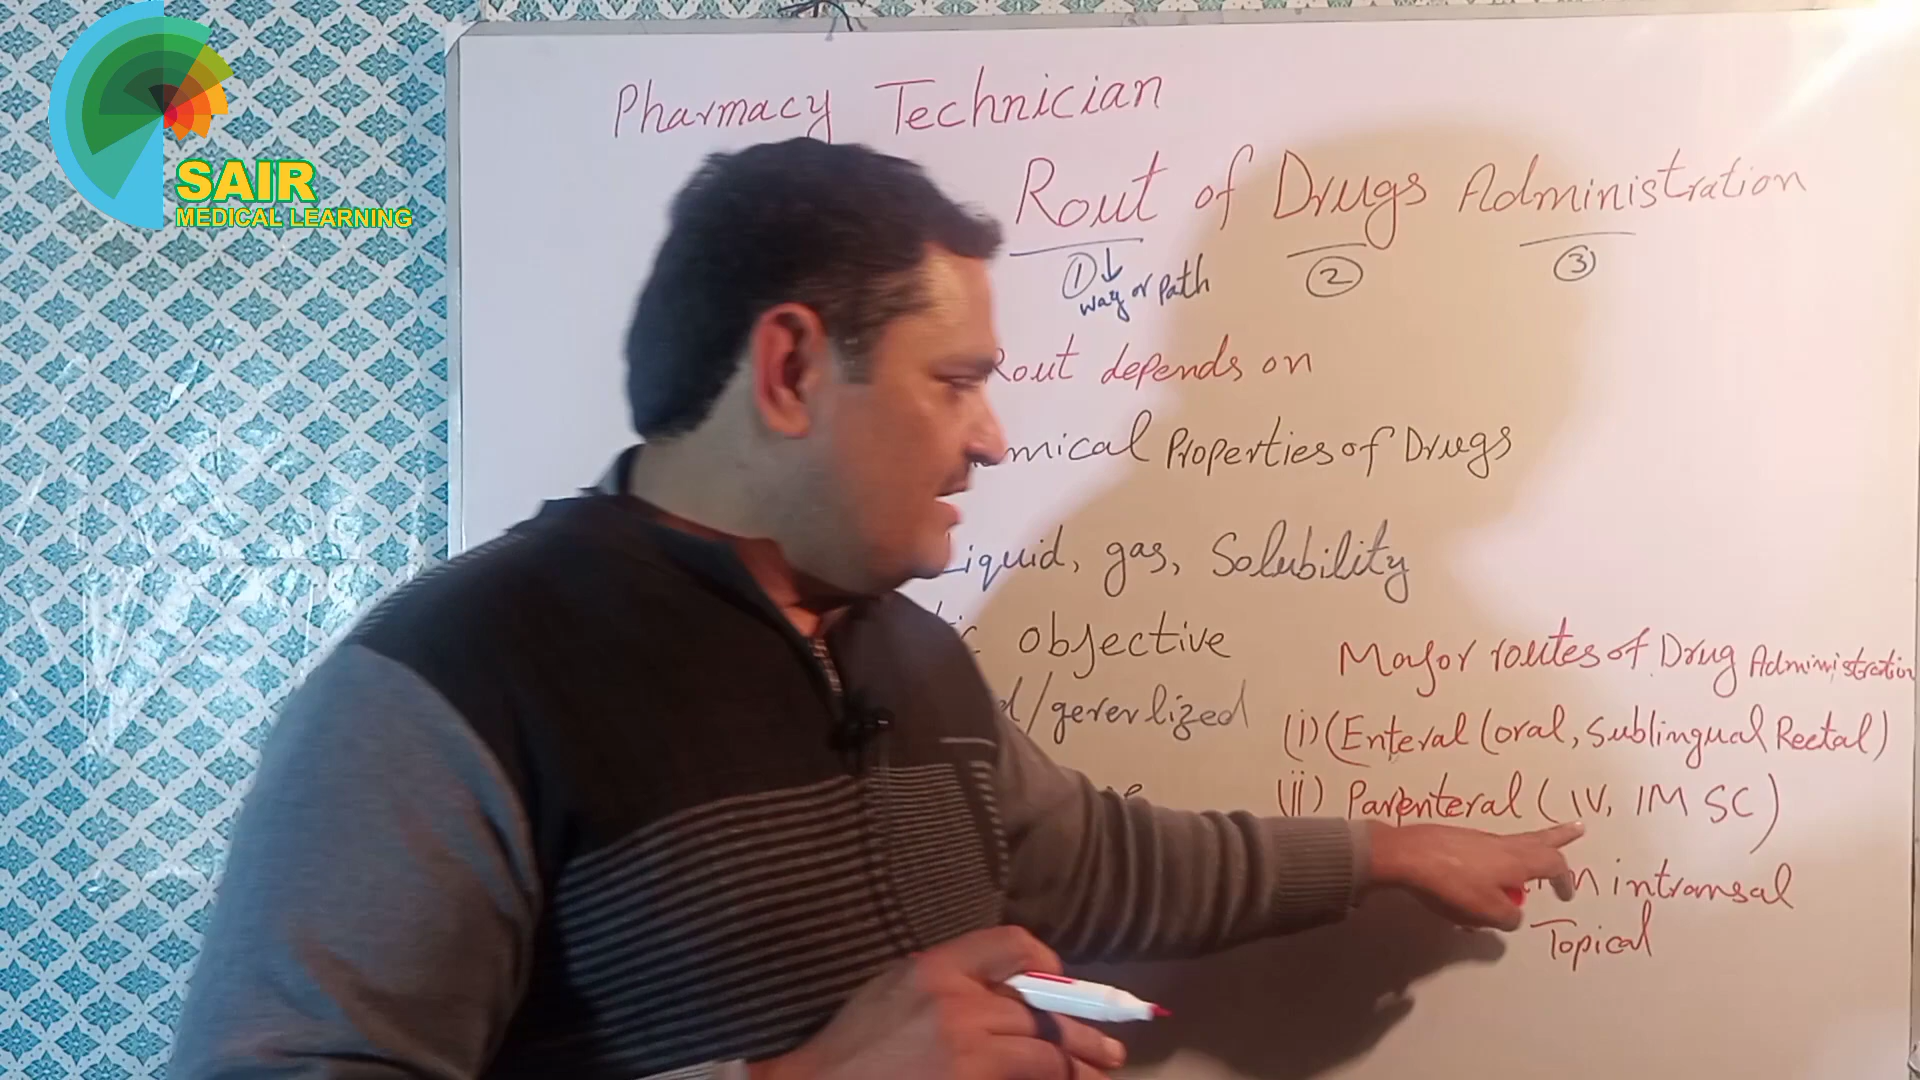 SAIR
MEDICAL LEARNING
Pharmacy Technician
Rout of Drugs Administration
① ↓ ② ③
way or path
Rout depends on
mical Properties of Drugs
Liquid, gas, Solubility
objective
d/gererlized
Major routes of Drug Administration
(i) (Enteral (oral, Sublingual Rectal)
(ii) Parenteral (IV, IM SC)
intransal
Topical